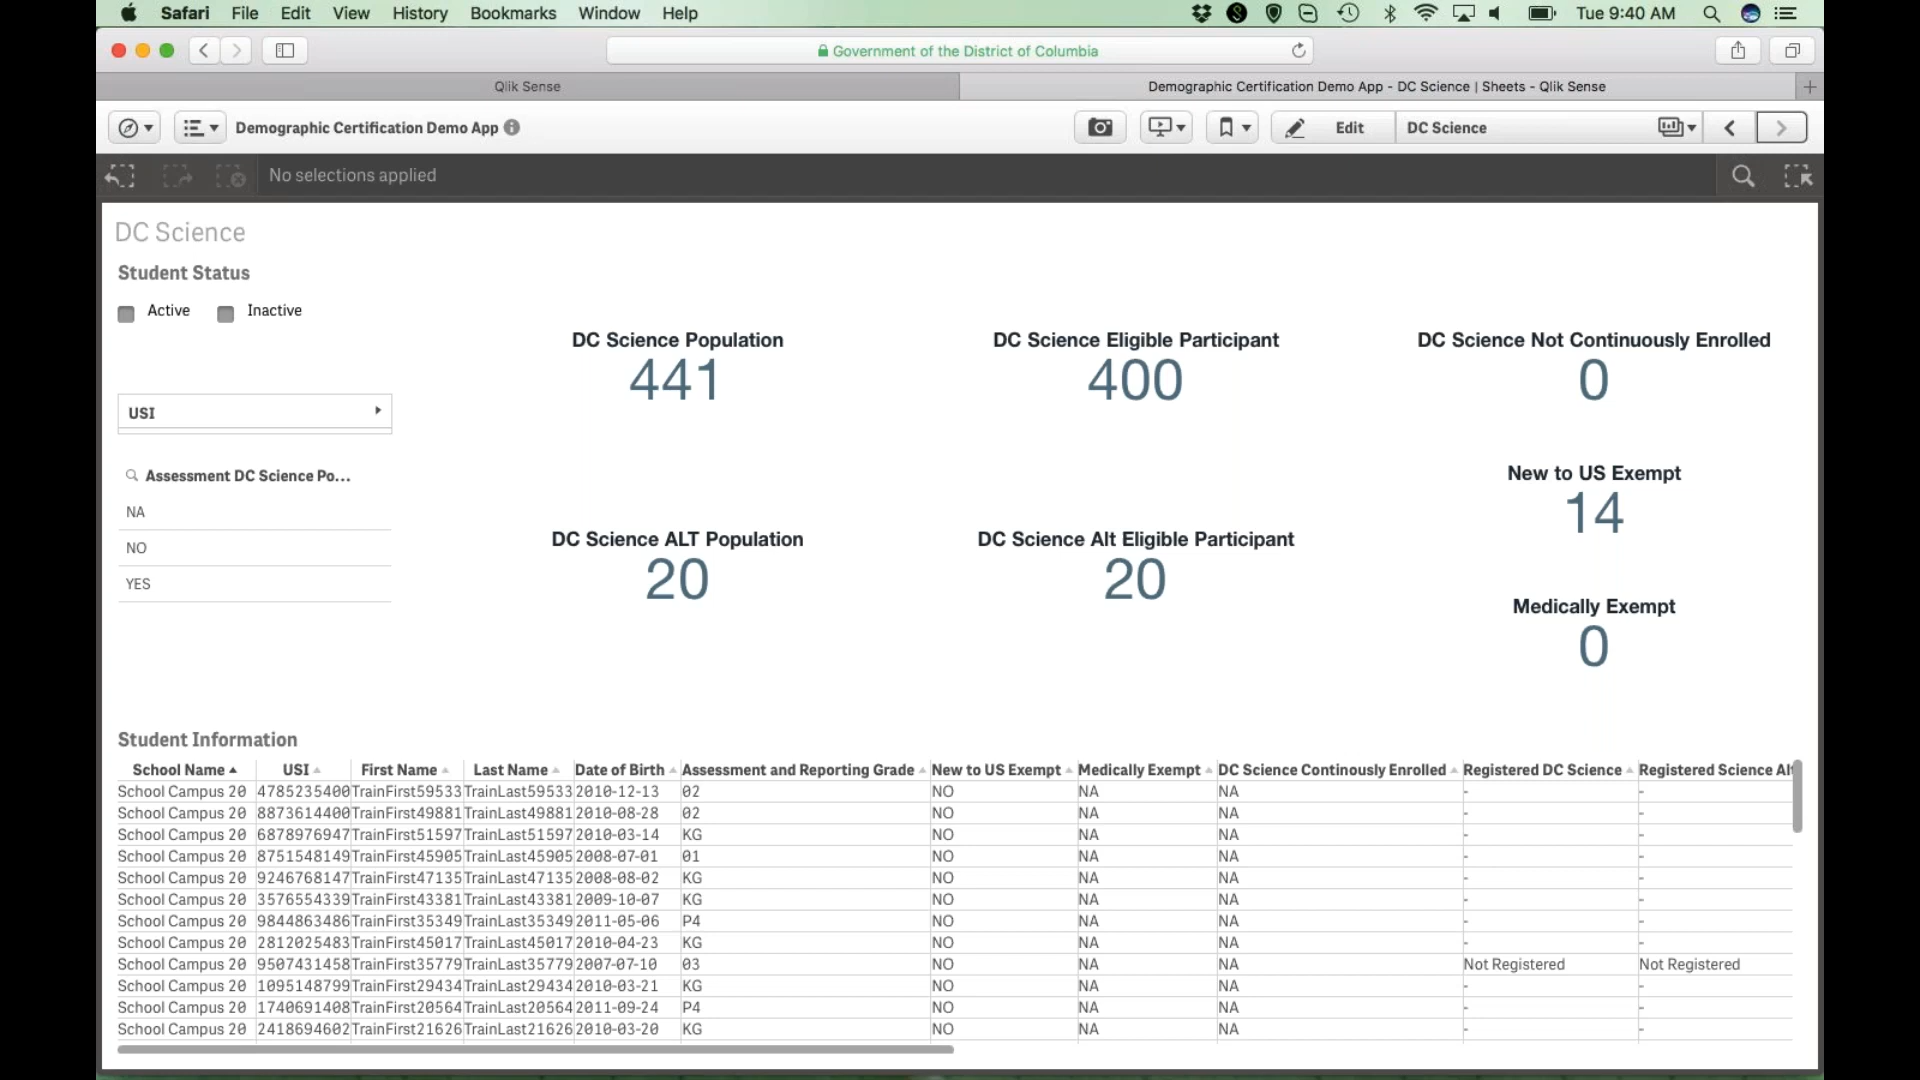 Safari File Edit View History Bookmarks Window Help Tue 9:40 AM
Government of the District of Columbia
Qlik Sense Demographic Certification Demo App - DC Science | Sheets - Qlik Sense
Demographic Certification Demo App Edit DC Science
No selections applied
DC Science
Student Status
Active Inactive
DC Science Population DC Science Eligible Participant DC Science Not Continuously Enrolled
441 400 0
USI
Assessment DC Science Po...
New to US Exempt
NA
14
DC Science ALT Population DC Science Alt Eligible Participant
NO
20 20
YES
Medically Exempt
0
Student Information
School Name USI First Name Last Name Date of Birth Assessment and Reporting Grade New to US Exempt Medically Exempt DC Science Continously Enrolled Registered DC Science Registered Science Alt
School Campus 20 4785235400 TrainFirst59533 TrainLast59533 2010-12-13 02 NO NA NA - -
School Campus 20 8873614400 TrainFirst49881 TrainLast49881 2010-08-28 02 NO NA NA - -
School Campus 20 6878976947 TrainFirst51597 TrainLast51597 2010-03-14 KG NO NA NA - -
School Campus 20 8751548149 TrainFirst45905 TrainLast45905 2008-07-01 01 NO NA NA - -
School Campus 20 9246768147 TrainFirst47135 TrainLast47135 2008-08-02 KG NO NA NA - -
School Campus 20 3576554339 TrainFirst43381 TrainLast43381 2009-10-07 KG NO NA NA - -
School Campus 20 9844863486 TrainFirst35349 TrainLast35349 2011-05-06 P4 NO NA NA - -
School Campus 20 2812025483 TrainFirst45017 TrainLast45017 2010-04-23 KG NO NA NA - -
School Campus 20 9507431458 TrainFirst35779 TrainLast35779 2007-07-10 03 NO NA NA Not Registered Not Registered
School Campus 20 1095148799 TrainFirst29434 TrainLast29434 2010-03-21 KG NO NA NA - -
School Campus 20 1740691408 TrainFirst20564 TrainLast20564 2011-09-24 P4 NO NA NA - -
School Campus 20 2418694602 TrainFirst21626 TrainLast21626 2010-03-20 KG NO NA NA - -